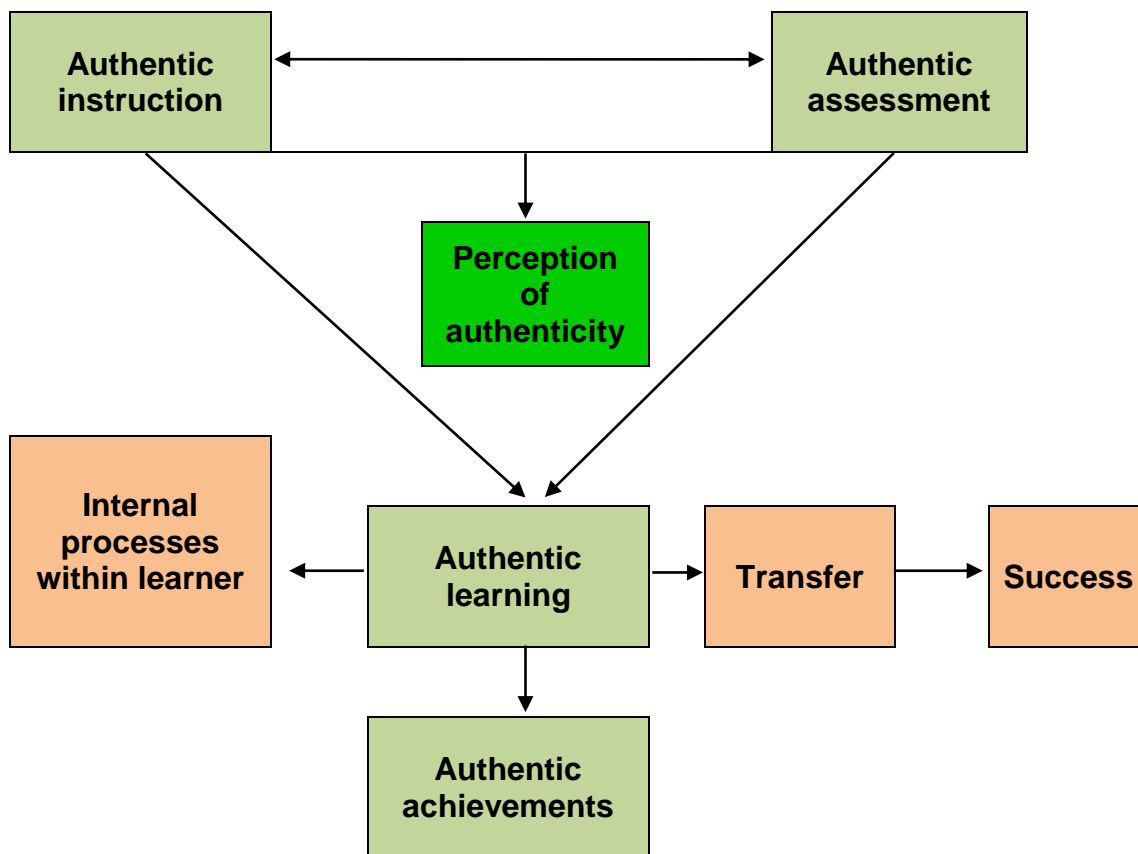 Authentic
instruction
Authentic
assessment
Perception
of
authenticity
Internal
processes
within learner
Authentic
learning
Transfer
Success
Authentic
achievements